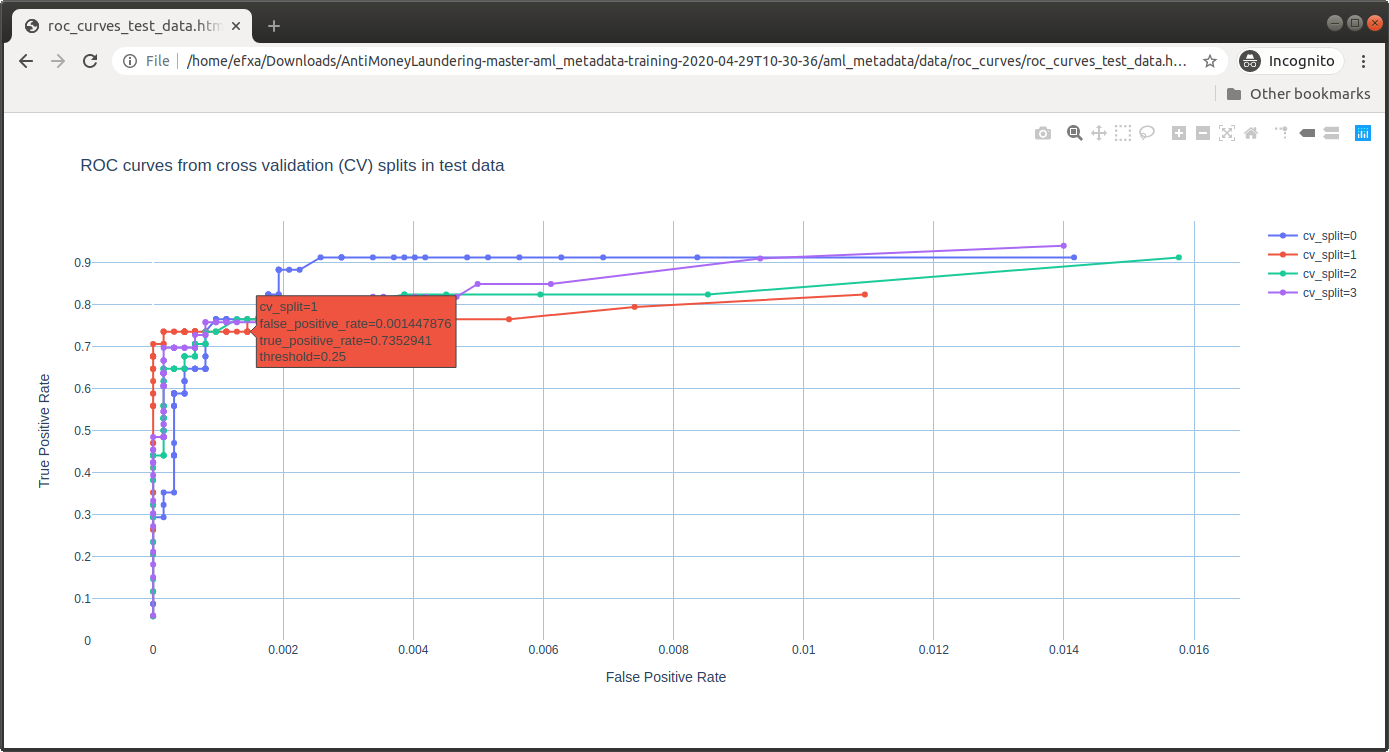 roc_curves_test_data.htm
File
/home/efxa/Downloads/AntiMoneyLaundering-master-aml_metadata-training-2020-04-29T10-30-36/aml_metadata/data/roc_curves/roc_curves_test_data.h...
Incognito
Other bookmarks
ROC curves from cross validation (CV) splits in test data
cv_split=0
cv_split=1
cv_split=2
cv_split=3
0.9
0.8
0.7
0.6
0.5
0.4
0.3
0.2
0.1
0
True Positive Rate
cv_split=1
false_positive_rate=0.001447876
true_positive_rate=0.7352941
threshold=0.25
0 0.002 0.004 0.006 0.008 0.01 0.012 0.014 0.016
False Positive Rate